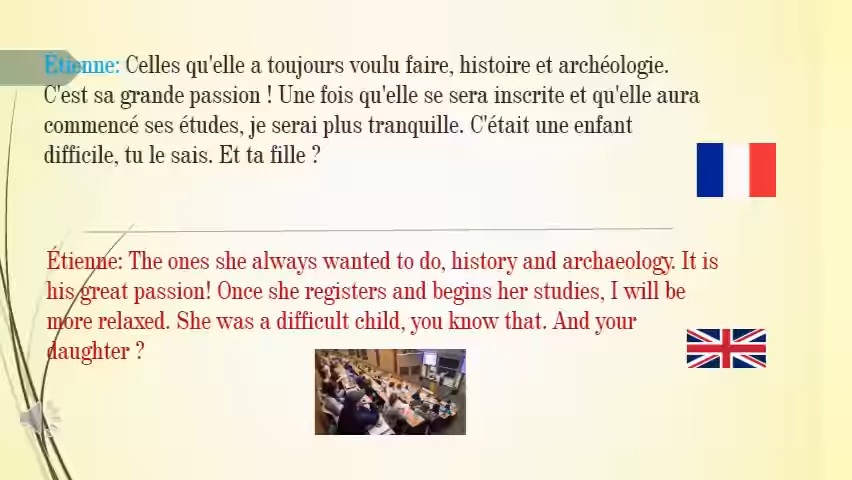 Étienne: Celles qu'elle a toujours voulu faire, histoire et archéologie.
C'est sa grande passion ! Une fois qu'elle se sera inscrite et qu'elle aura
commencé ses études, je serai plus tranquille. C'était une enfant
difficile, tu le sais. Et ta fille ?
Étienne: The ones she always wanted to do, history and archaeology. It is
his great passion! Once she registers and begins her studies, I will be
more relaxed. She was a difficult child, you know that. And your
daughter ?